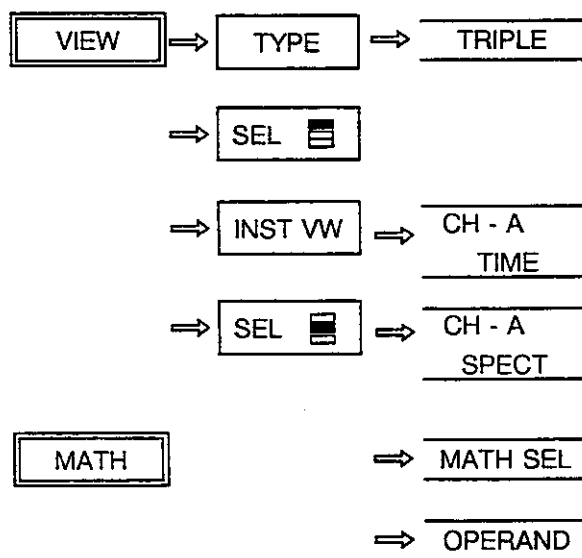 VIEW ⇒ TYPE ⇒ TRIPLE
⇒ SEL
⇒ INST VW ⇒ CH - A
TIME
⇒ SEL ⇒ CH - A
SPECT
MATH ⇒ MATH SEL
⇒ OPERAND